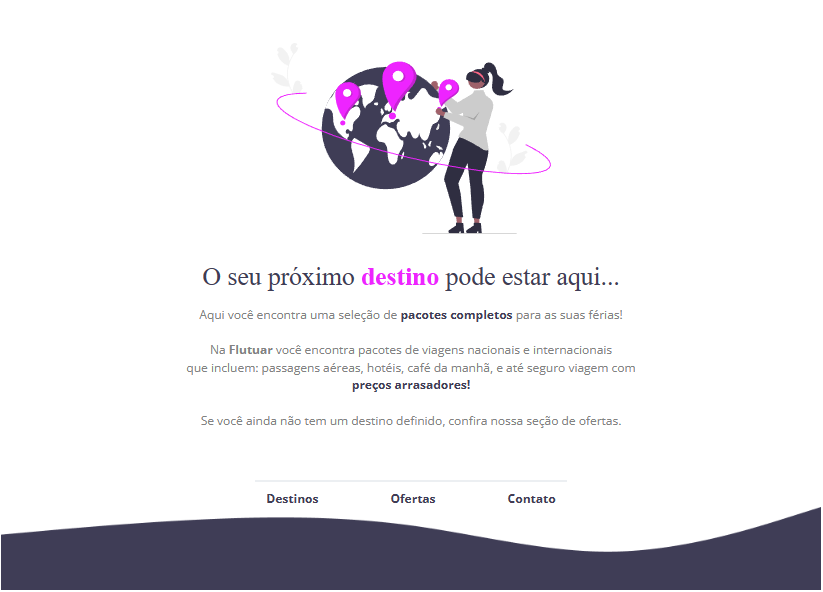 O seu próximo destino pode estar aqui...
Aqui você encontra uma seleção de pacotes completos para as suas férias!
Na Flutuar você encontra pacotes de viagens nacionais e internacionais
que incluem: passagens aéreas, hotéis, café da manhã, e até seguro viagem com
preços arrasadores!
Se você ainda não tem um destino definido, confira nossa seção de ofertas.
Destinos Ofertas Contato